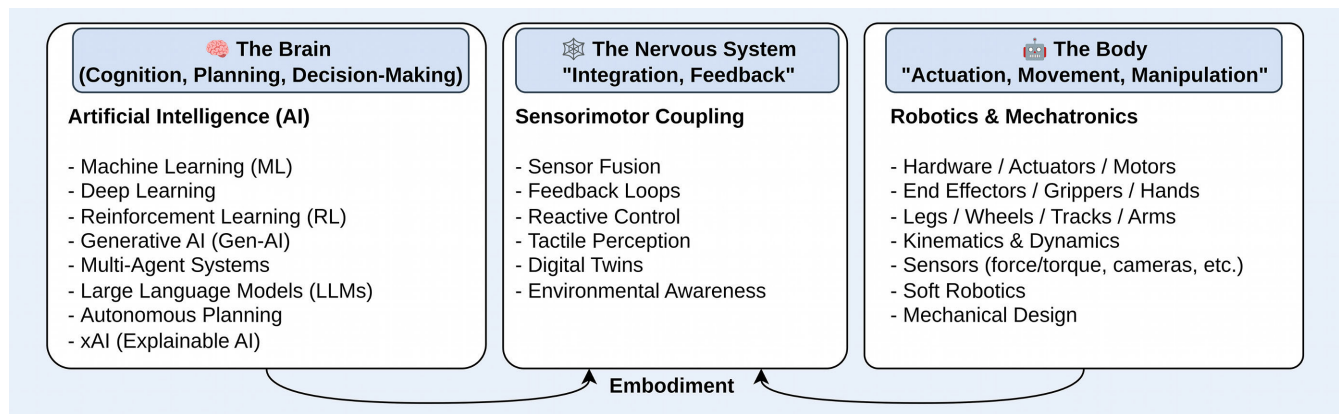 🧠 The Brain
(Cognition, Planning, Decision-Making)
Artificial Intelligence (AI)
- Machine Learning (ML)
- Deep Learning
- Reinforcement Learning (RL)
- Generative AI (Gen-AI)
- Multi-Agent Systems
- Large Language Models (LLMs)
- Autonomous Planning
- xAI (Explainable AI)
🕸️ The Nervous System
"Integration, Feedback"
Sensorimotor Coupling
- Sensor Fusion
- Feedback Loops
- Reactive Control
- Tactile Perception
- Digital Twins
- Environmental Awareness
🤖 The Body
"Actuation, Movement, Manipulation"
Robotics & Mechatronics
- Hardware / Actuators / Motors
- End Effectors / Grippers / Hands
- Legs / Wheels / Tracks / Arms
- Kinematics & Dynamics
- Sensors (force/torque, cameras, etc.)
- Soft Robotics
- Mechanical Design
Embodiment